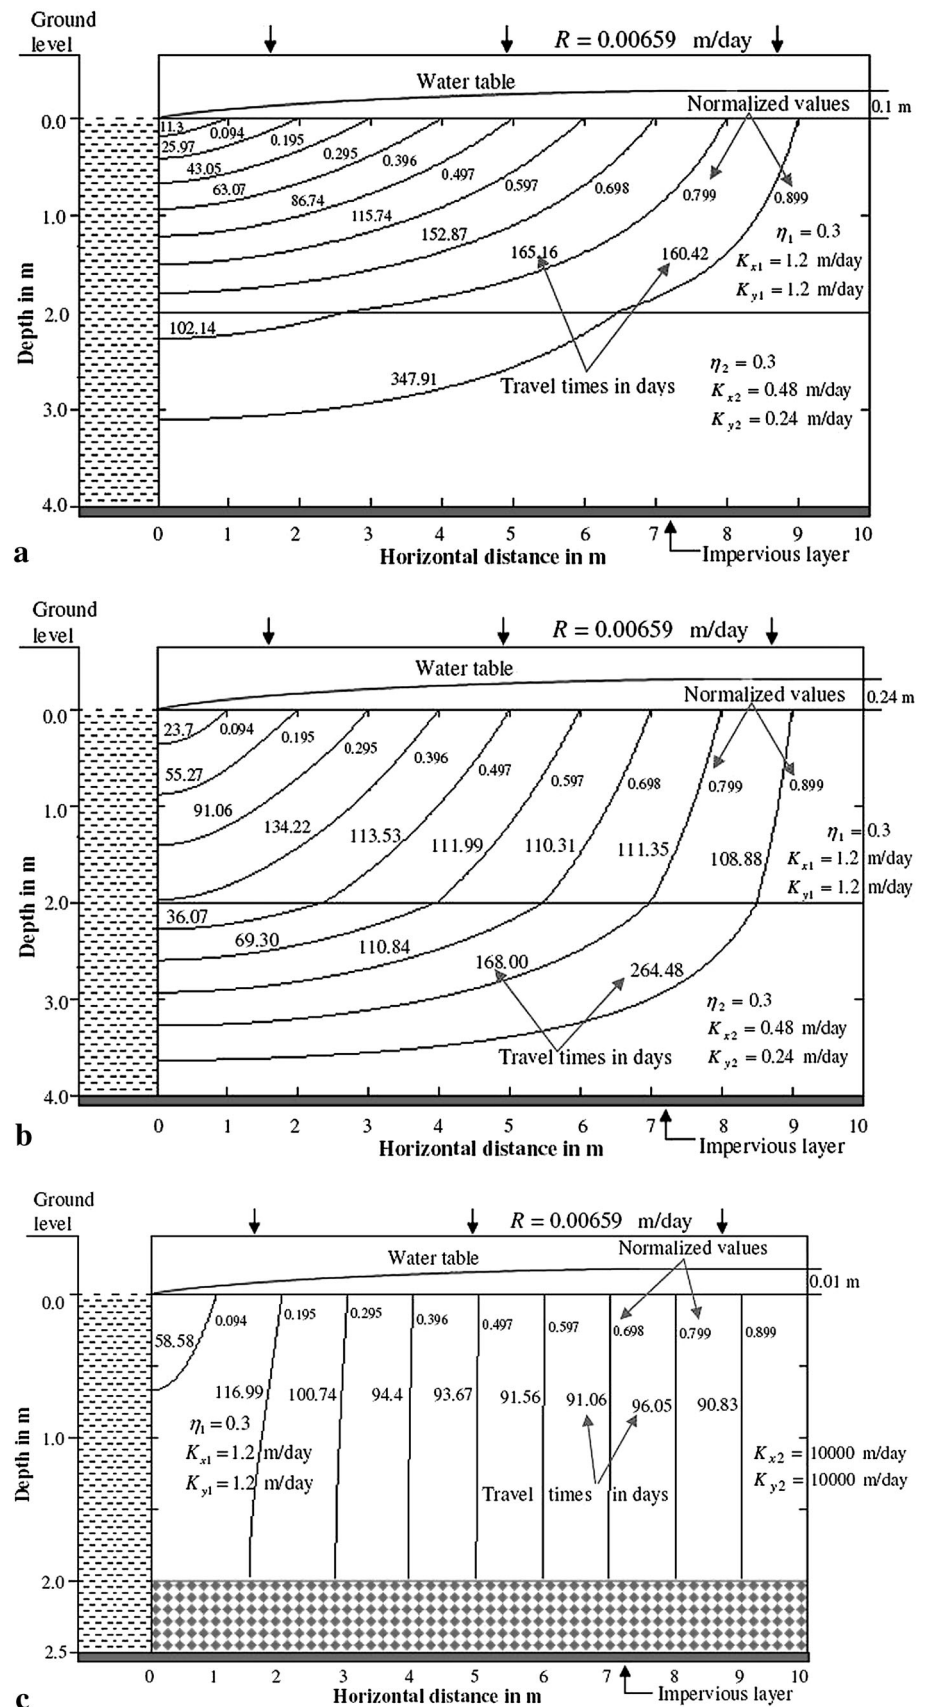 Ground
level
R = 0.00659 m/day
Water table
Normalized values
0.1 m
0.0
11.3
0.094
0.195
0.295
0.396
0.497
0.597
0.698
0.799
0.899
25.97
43.05
63.07
86.74
115.74
152.87
165.16
160.42
η1 = 0.3
Kx1 = 1.2 m/day
Ky1 = 1.2 m/day
1.0
2.0
102.14
347.91
Travel times in days
η2 = 0.3
Kx2 = 0.48 m/day
Ky2 = 0.24 m/day
3.0
4.0
Depth in m
0 1 2 3 4 5 6 7 8 9 10
a
Horizontal distance in m
Impervious layer
Ground
level
R = 0.00659 m/day
Water table
Normalized values
0.24 m
0.0
23.7
0.094
0.195
0.295
0.396
0.497
0.597
0.698
0.799
0.899
55.27
91.06
134.22
113.53
111.99
110.31
111.35
108.88
η1 = 0.3
Kx1 = 1.2 m/day
Ky1 = 1.2 m/day
1.0
2.0
36.07
69.30
110.84
168.00
264.48
η2 = 0.3
Kx2 = 0.48 m/day
Ky2 = 0.24 m/day
Travel times in days
3.0
4.0
Depth in m
0 1 2 3 4 5 6 7 8 9 10
b
Horizontal distance in m
Impervious layer
Ground
level
R = 0.00659 m/day
Water table
Normalized values
0.01 m
0.0
0.094
0.195
0.295
0.396
0.497
0.597
0.698
0.799
0.899
58.58
116.99
100.74
94.4
93.67
91.56
91.06
96.05
90.83
η1 = 0.3
Kx1 = 1.2 m/day
Ky1 = 1.2 m/day
Kx2 = 10000 m/day
Ky2 = 10000 m/day
Travel times in days
1.0
2.0
2.5
Depth in m
0 1 2 3 4 5 6 7 8 9 10
c
Horizontal distance in m
Impervious layer